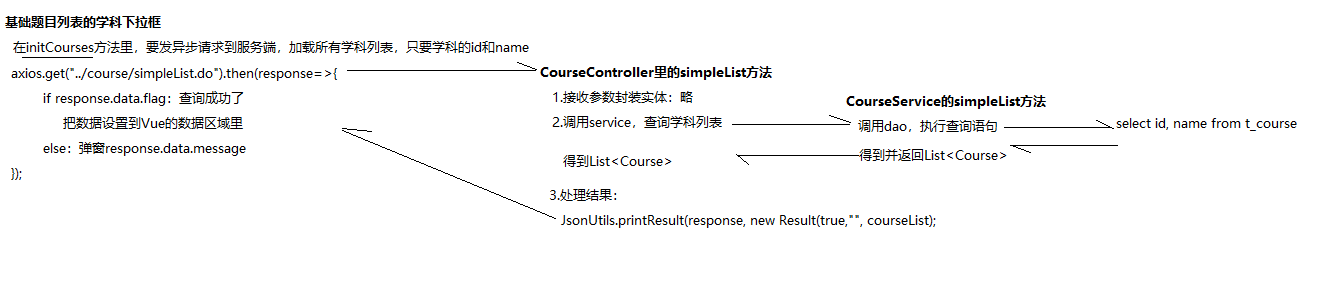 基础题目列表的学科下拉框
在initCourses方法里，要发异步请求到服务端，加载所有学科列表，只要学科的id和name
axios.get("../course/simpleList.do").then(response=>{
if response.data.flag：查询成功了
把数据设置到Vue的数据区域里
else：弹窗response.data.message
});
CourseController里的simpleList方法
1.接收参数封装实体：略
2.调用service，查询学科列表
得到List<Course>
3.处理结果：
JsonUtils.printResult(response, new Result(true,"", courseList);
CourseService的simpleList方法
调用dao，执行查询语句
得到并返回List<Course>
select id, name from t_course